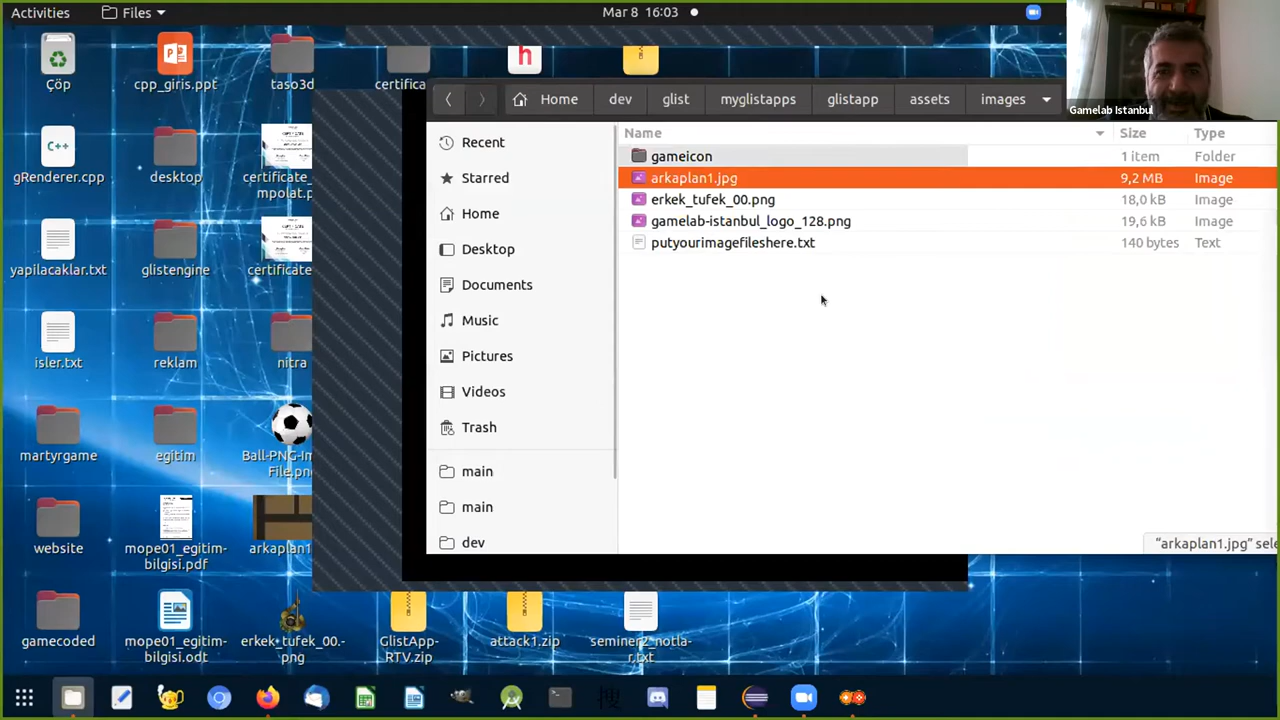 Activities
Files
Mar 8 16:03
Gamelab Istanbul
Çöp
cpp_giris.ppt
taso3d
certifica
h
Home
dev
glist
myglistapps
glistapp
assets
images
gRenderer.cpp
C++
desktop
certificate_
mpolat.p
yapilacaklar.txt
glistengine
certificate
isler.txt
reklam
nitra
martyrgame
egitim
Ball-PNG-Im
File.pn
website
mope01_egitim-
bilgisi.pdf
arkaplan1
gamecoded
mope01_egitim-
bilgisi.odt
erkek_tufek_00.-
png
GlistApp-
RTV.zip
attack1.zip
seminer2_notla-
r.txt
Recent
Starred
Home
Desktop
Documents
Music
Pictures
Videos
Trash
main
main
dev
Name
Size
Type
gameicon
1 item
Folder
arkaplan1.jpg
9,2 MB
Image
erkek_tufek_00.png
18,0 kB
Image
gamelab-istanbul_logo_128.png
19,6 kB
Image
putyourimagefileshere.txt
140 bytes
Text
“arkaplan1.jpg” sele